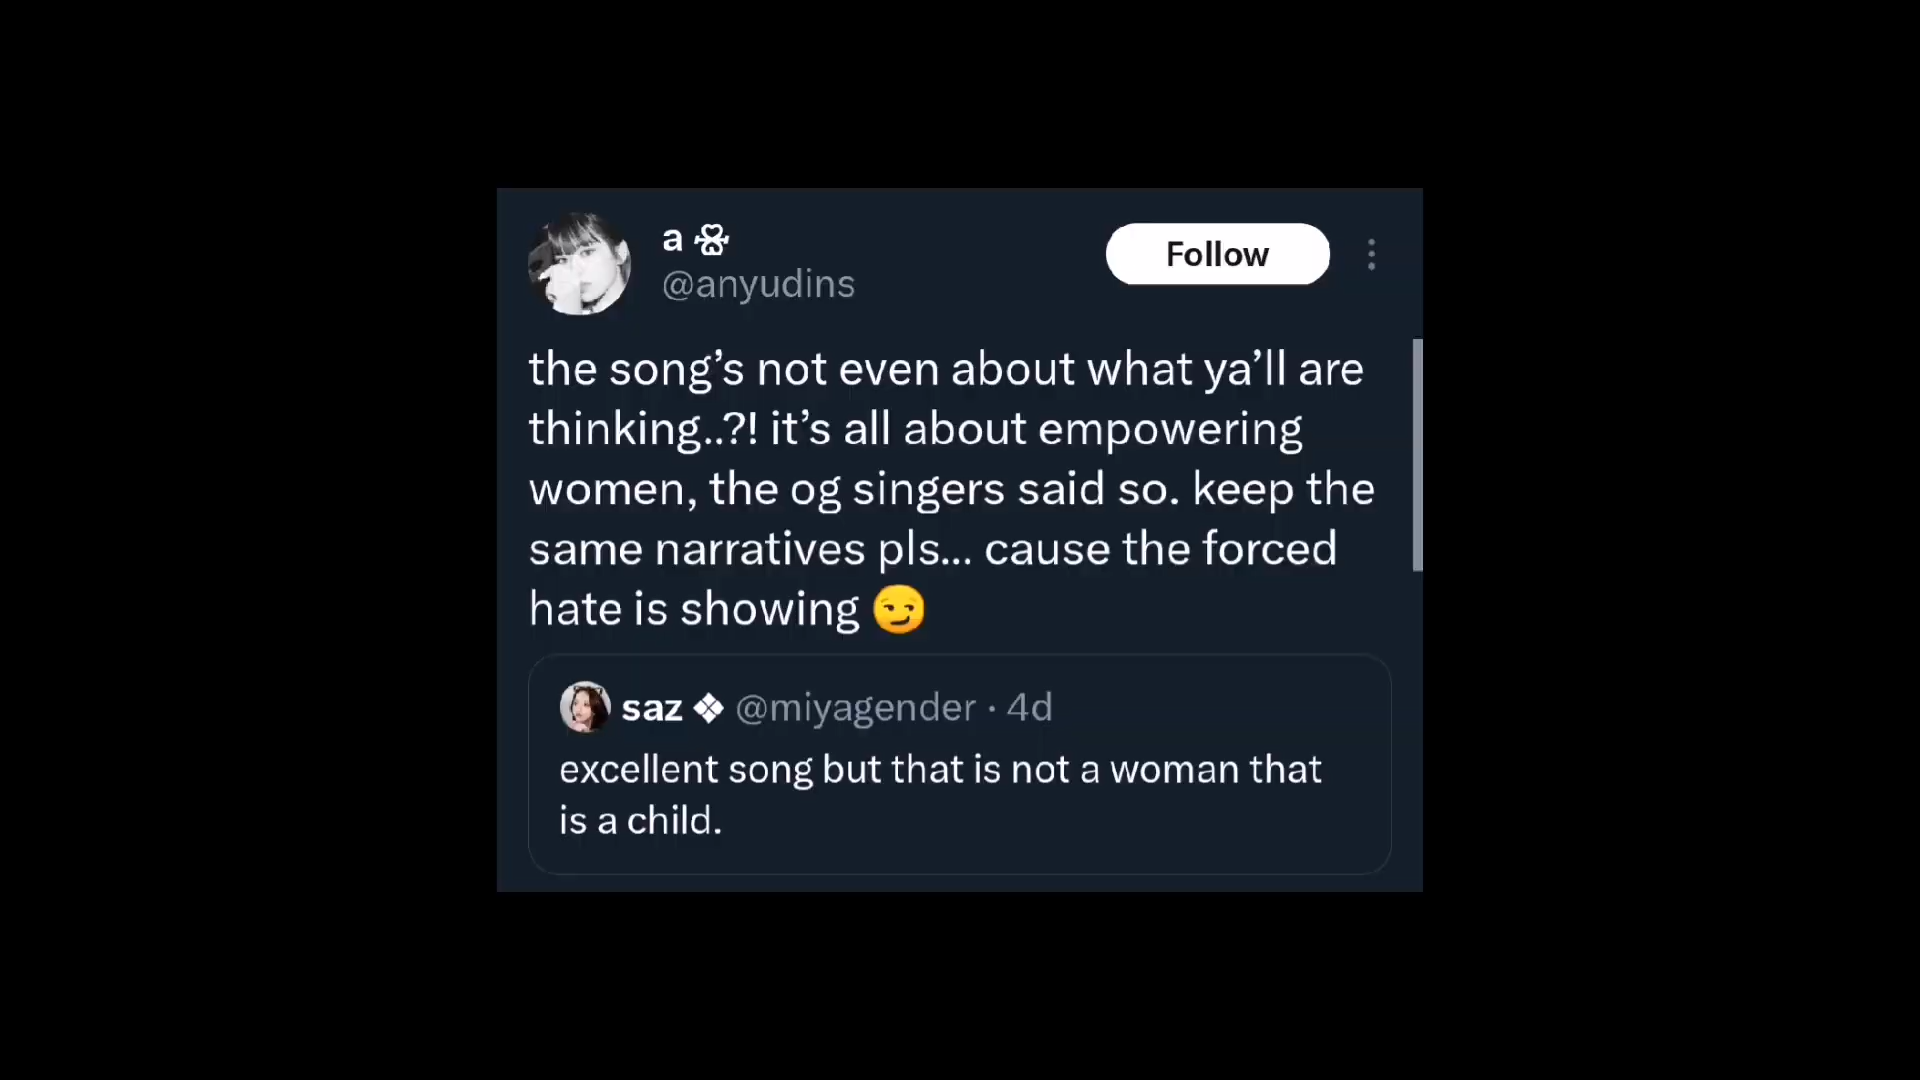 a
@anyudins
Follow
the song’s not even about what ya’ll are
thinking..?! it’s all about empowering
women, the og singers said so. keep the
same narratives pls... cause the forced
hate is showing 😏
saz ❖ @miyagender · 4d
excellent song but that is not a woman that
is a child.